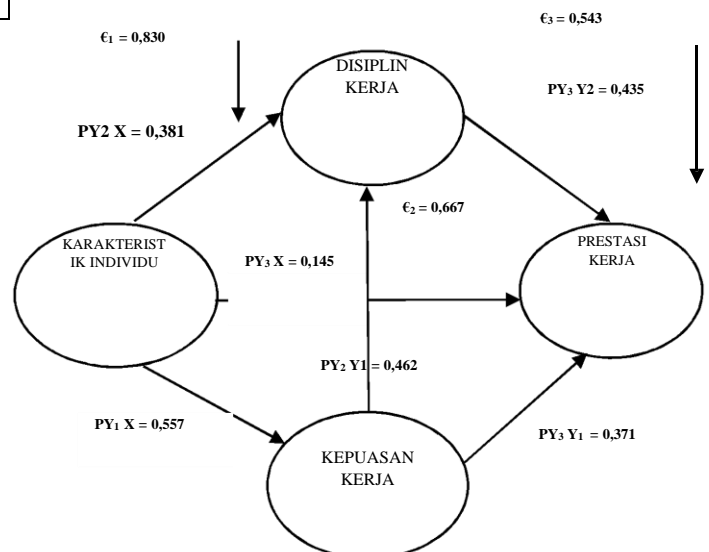 €₃ = 0,543
€₁ = 0,830
DISIPLIN
KERJA
PY₃ Y2 = 0,435
PY2 X = 0,381
€₂ = 0,667
KARAKTERIST
IK INDIVIDU
PY₃ X = 0,145
PRESTASI
KERJA
PY₂ Y1 = 0,462
PY₁ X = 0,557
PY₃ Y₁ = 0,371
KEPUASAN
KERJA